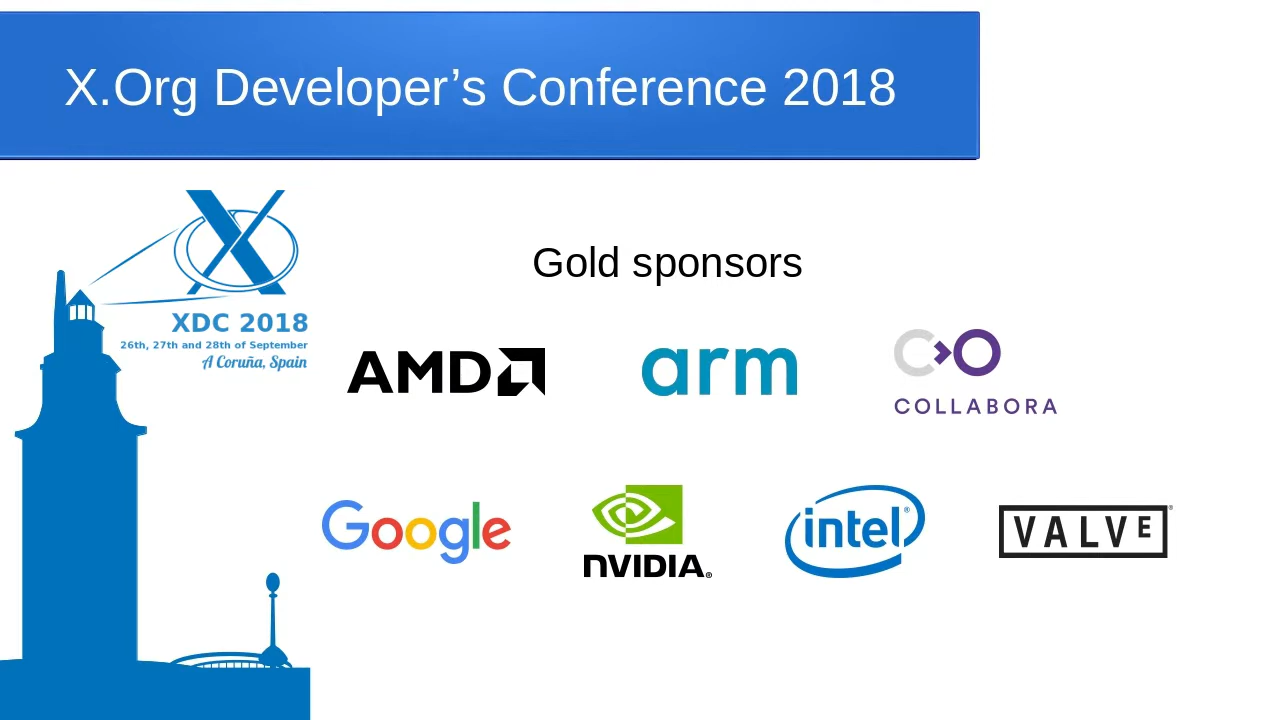 X.Org Developer’s Conference 2018
XDC 2018
26th, 27th and 28th of September
A Coruña, Spain
Gold sponsors
AMD
arm
COLLABORA
Google
NVIDIA®
intel®
VALVE®